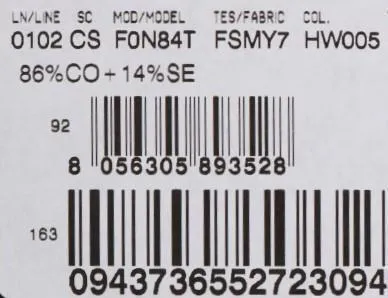 LN/LINE SC MOD/MODEL TES/FABRIC COL.
0102 CS F0N84T FSMY7 HW005
86%CO+14%SE
92
8 056305 893528
163
0943736552723094